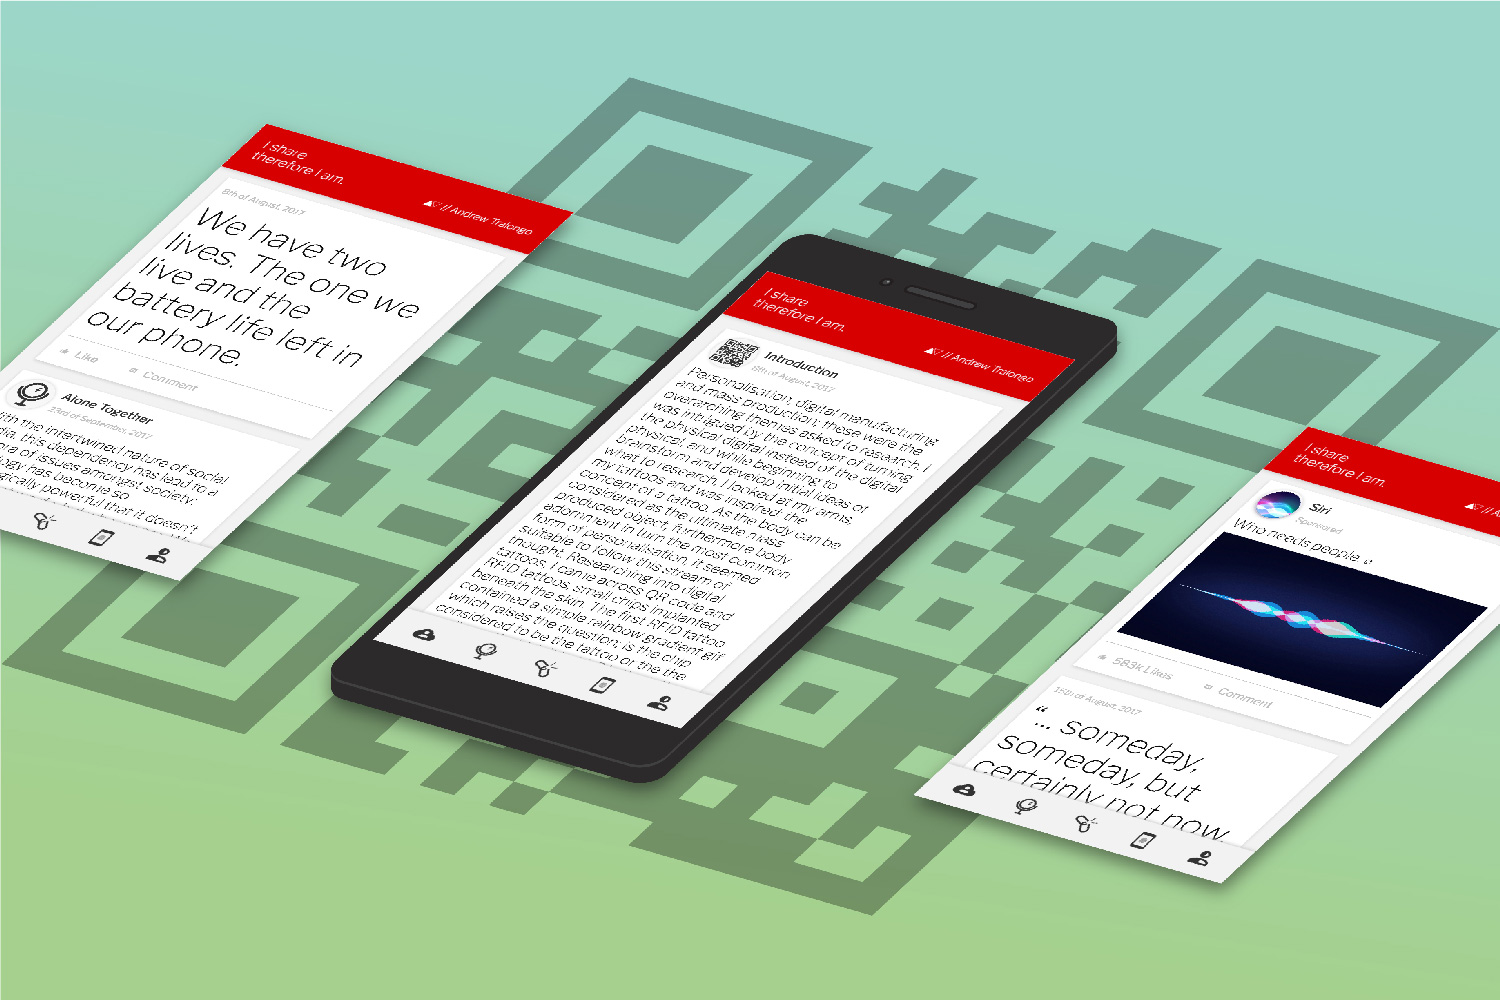 I share
therefore I am.
▲▽ // Andrew Tralongo
6th of August, 2017
We have two
lives. The one we
live and the
battery life left in
our phone.
Like
Comment
Alone Together
23rd of September, 2017
ith the intertwined nature of social
dia, this dependency has lead to a
ra of issues amongst society.
logy has become so
gically powerful that it doesn't
I share
therefore I am.
▲▽ // Andrew Tralongo
Introduction
6th of August, 2017
Personalisation, digital manufacturing
and mass production; these were the
overarching themes asked to research. I
was intrigued by the concept of turning
the physical digital instead of the digital
physical, and while beginning to
brainstorm and develop initial ideas of
what to research, I looked at my arms,
my tattoos and was inspired: the
concept of a tattoo. As the body can be
considered as the ultimate mass
produced object, furthermore body
adornment in turn the most common
form of personalisation, it seemed
suitable to follow this stream of
thought. Researching into digital
tattoos, I came across QR code and
RFID tattoos, small chips implanted
beneath the skin. The first RFID tattoo
contained a simple rainbow gradient gif
which raises the question; is the chip
considered to be the tattoo or the the
I share
therefore I am.
▲▽ // A
Siri
Sponsored
Who needs people
583k Likes
Comment
15th of August, 2017
“
... someday,
someday, but
certainly not now